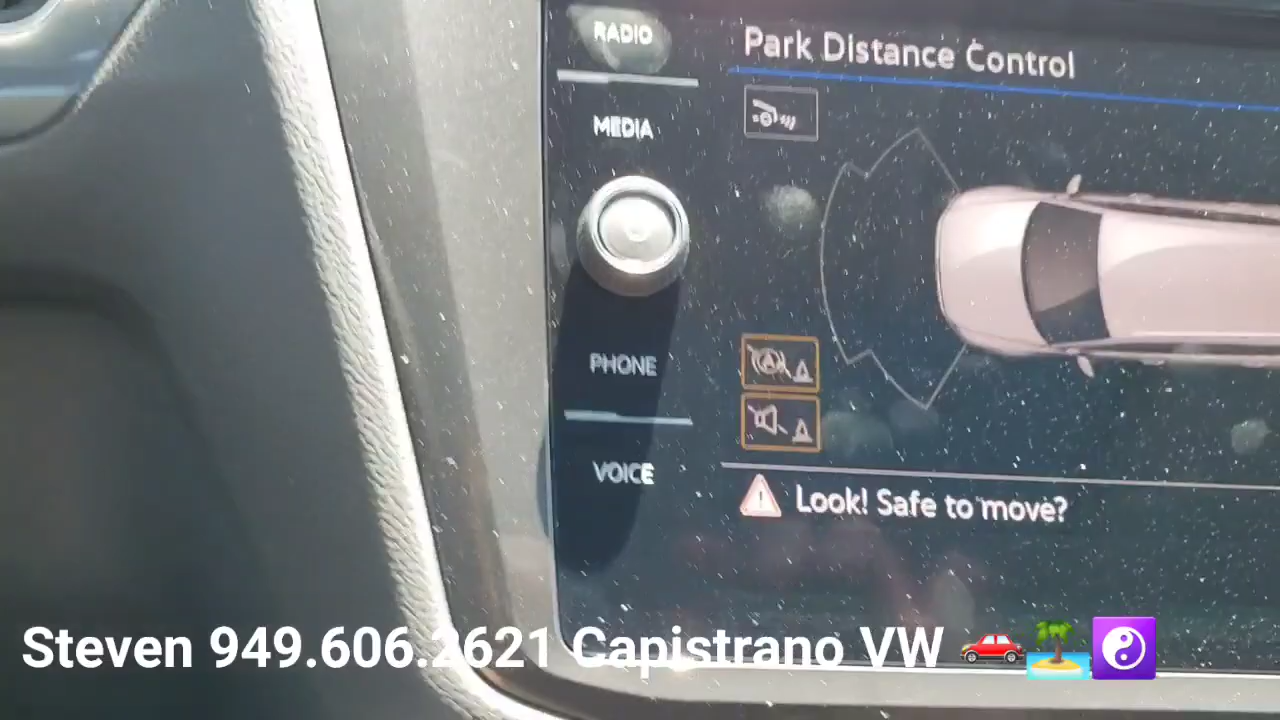 RADIO
MEDIA
PHONE
VOICE
Park Distance Control
Look! Safe to move?
Steven 949.606.2621 Capistrano VW 🚗🏝️☯️